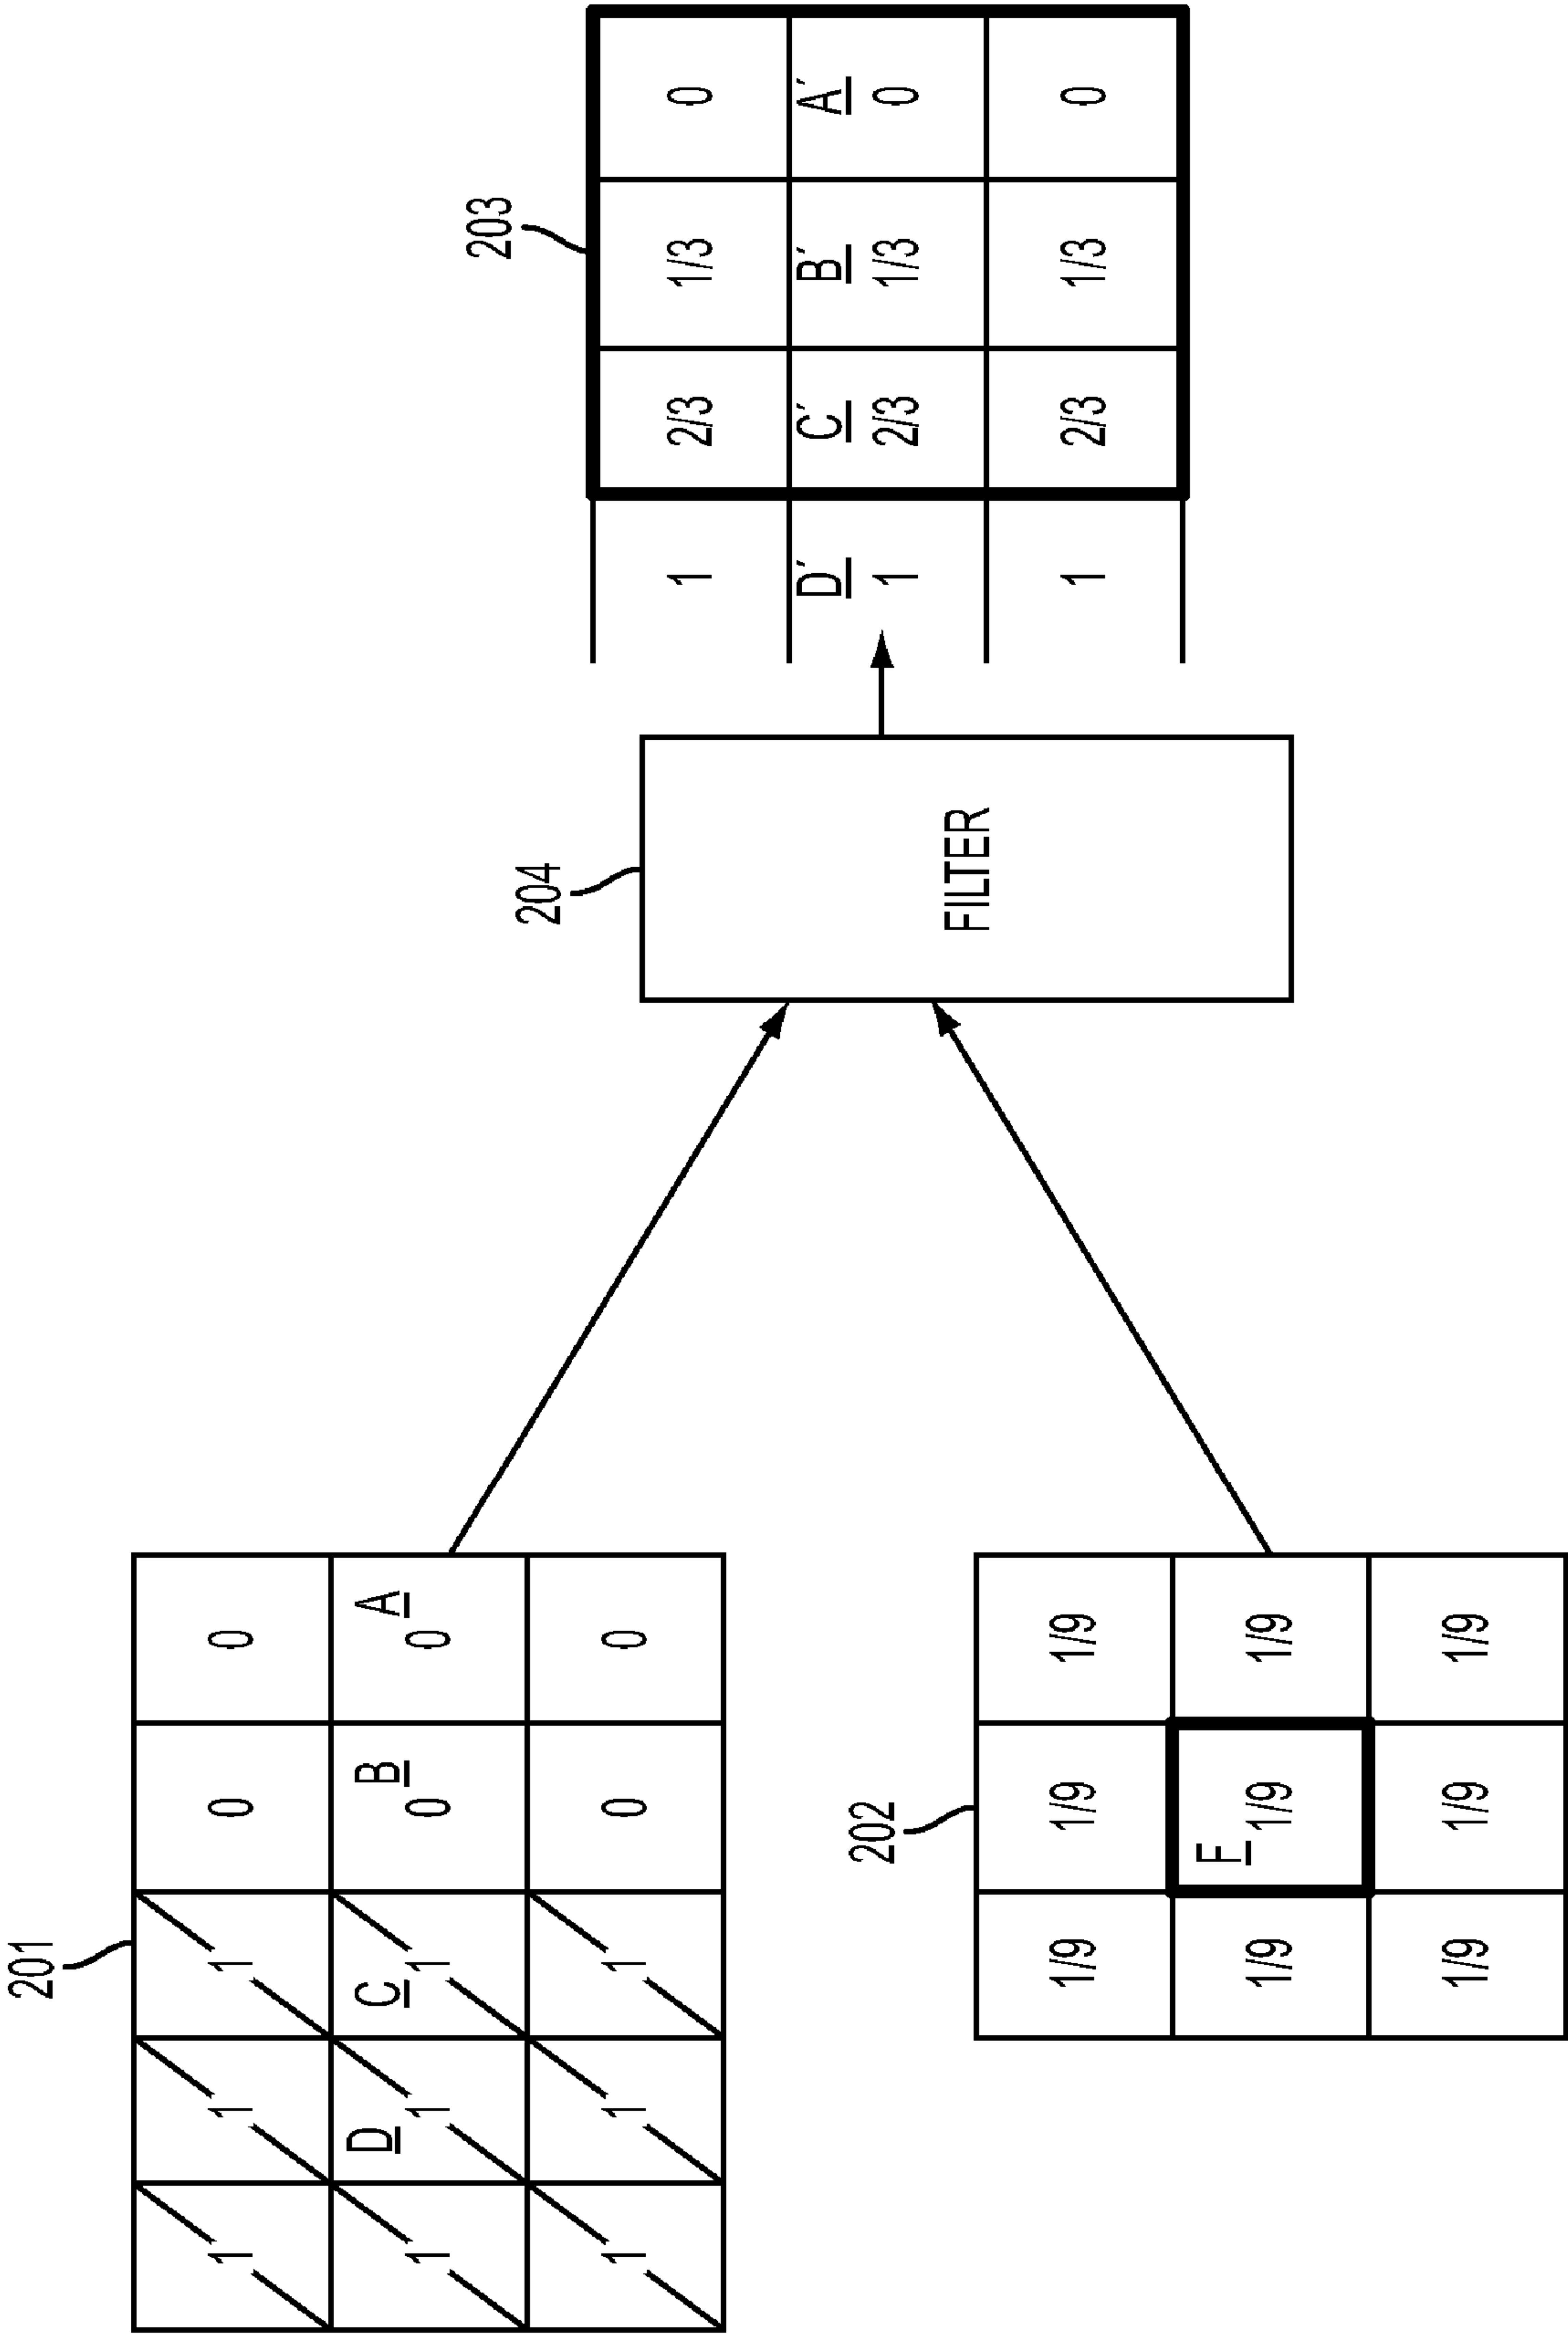 201
1 1 1 0 0
D C B A
1 1 1 0 0
1 1 1 0 0
202
1/9 1/9 1/9
F
1/9 1/9 1/9
1/9 1/9 1/9
204
FILTER
203
1 2/3 1/3 0
D´ C´ B´ A´
1 2/3 1/3 0
1 2/3 1/3 0